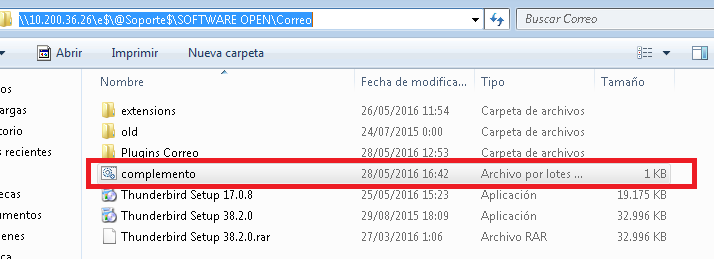 \\10.200.36.26\e$\@Soporte$\SOFTWARE OPEN\Correo Buscar Correo
Abrir Imprimir Nueva carpeta
Nombre Fecha de modifica... Tipo Tamaño
extensions 26/05/2016 11:54 Carpeta de archivos
cargas old 24/07/2015 0:00 Carpeta de archivos
torio Plugins Correo 28/05/2016 12:53 Carpeta de archivos
s recientes complemento 28/05/2016 16:42 Archivo por lotes ... 1 KB
ecas Thunderbird Setup 17.0.8 25/05/2016 15:23 Aplicación 19.175 KB
umentos Thunderbird Setup 38.2.0 29/08/2015 18:09 Aplicación 32.996 KB
genes Thunderbird Setup 38.2.0.rar 27/03/2016 1:06 Archivo RAR 32.996 KB